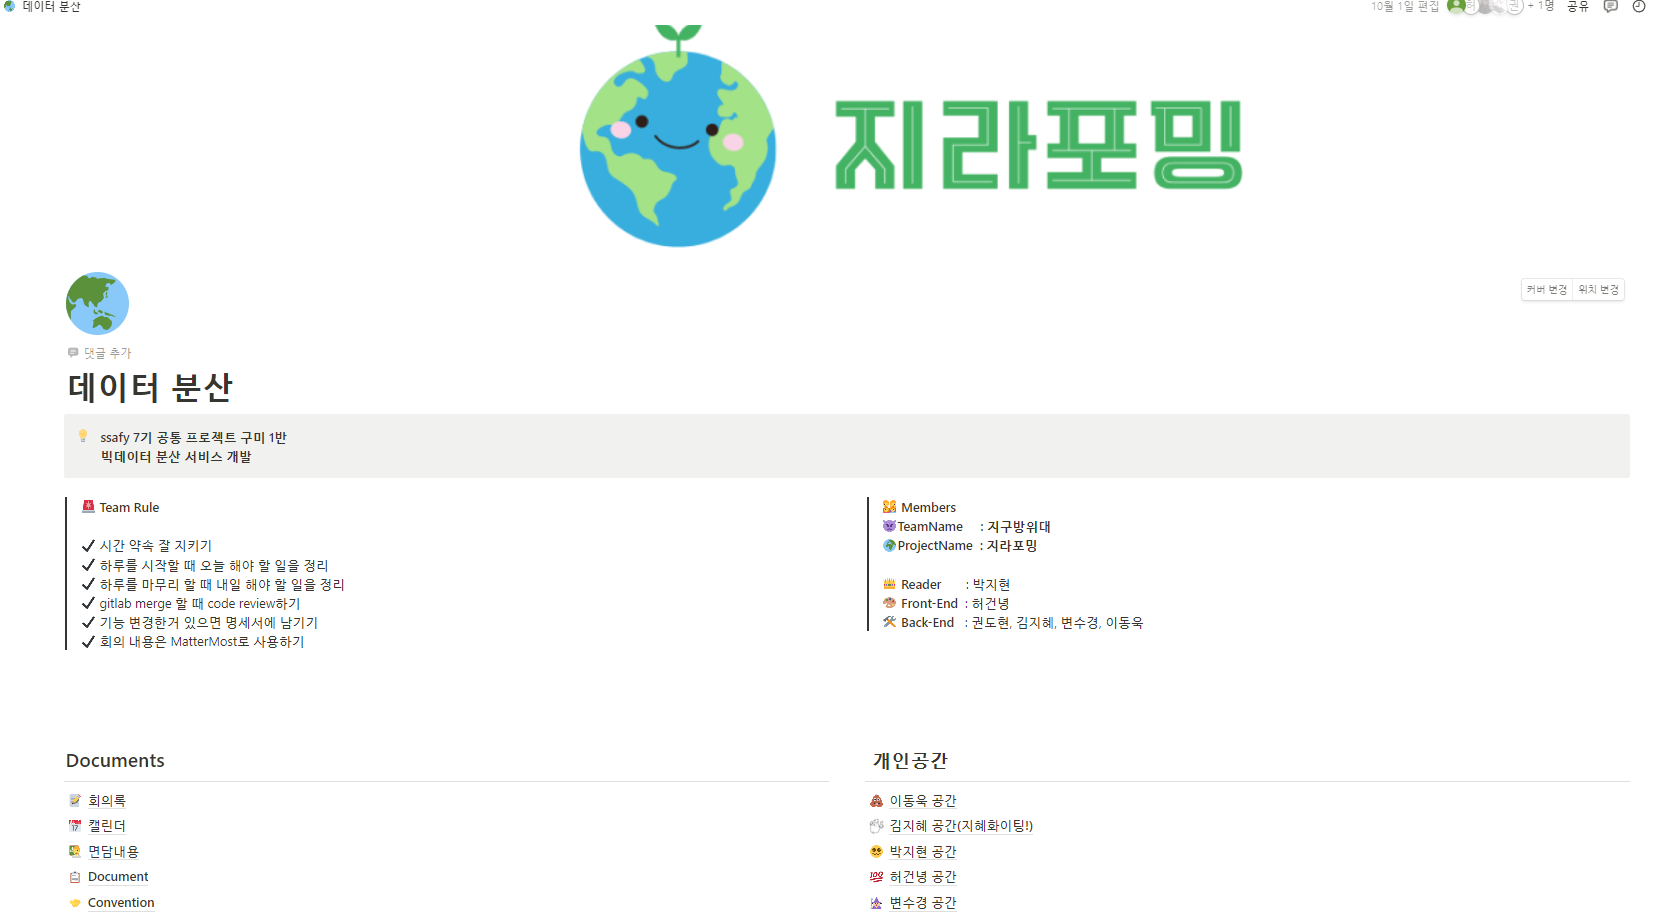 데이터 분산
10월 1일 편집
허
권
+ 1명
공유
지라포밍
커버 변경
위치 변경
댓글 추가
데이터 분산
ssafy 7기 공통 프로젝트 구미 1반
빅데이터 분산 서비스 개발
Team Rule
시간 약속 잘 지키기
하루를 시작할 때 오늘 해야 할 일을 정리
하루를 마무리 할 때 내일 해야 할 일을 정리
gitlab merge 할 때 code review하기
기능 변경한거 있으면 명세서에 남기기
회의 내용은 MatterMost로 사용하기
Members
TeamName : 지구방위대
ProjectName : 지라포밍
Reader : 박지현
Front-End : 허건녕
Back-End : 권도현, 김지혜, 변수경, 이동욱
Documents
회의록
캘린더
면담내용
Document
Convention
개인공간
이동욱 공간
김지혜 공간(지혜화이팅!)
박지현 공간
허건녕 공간
변수경 공간